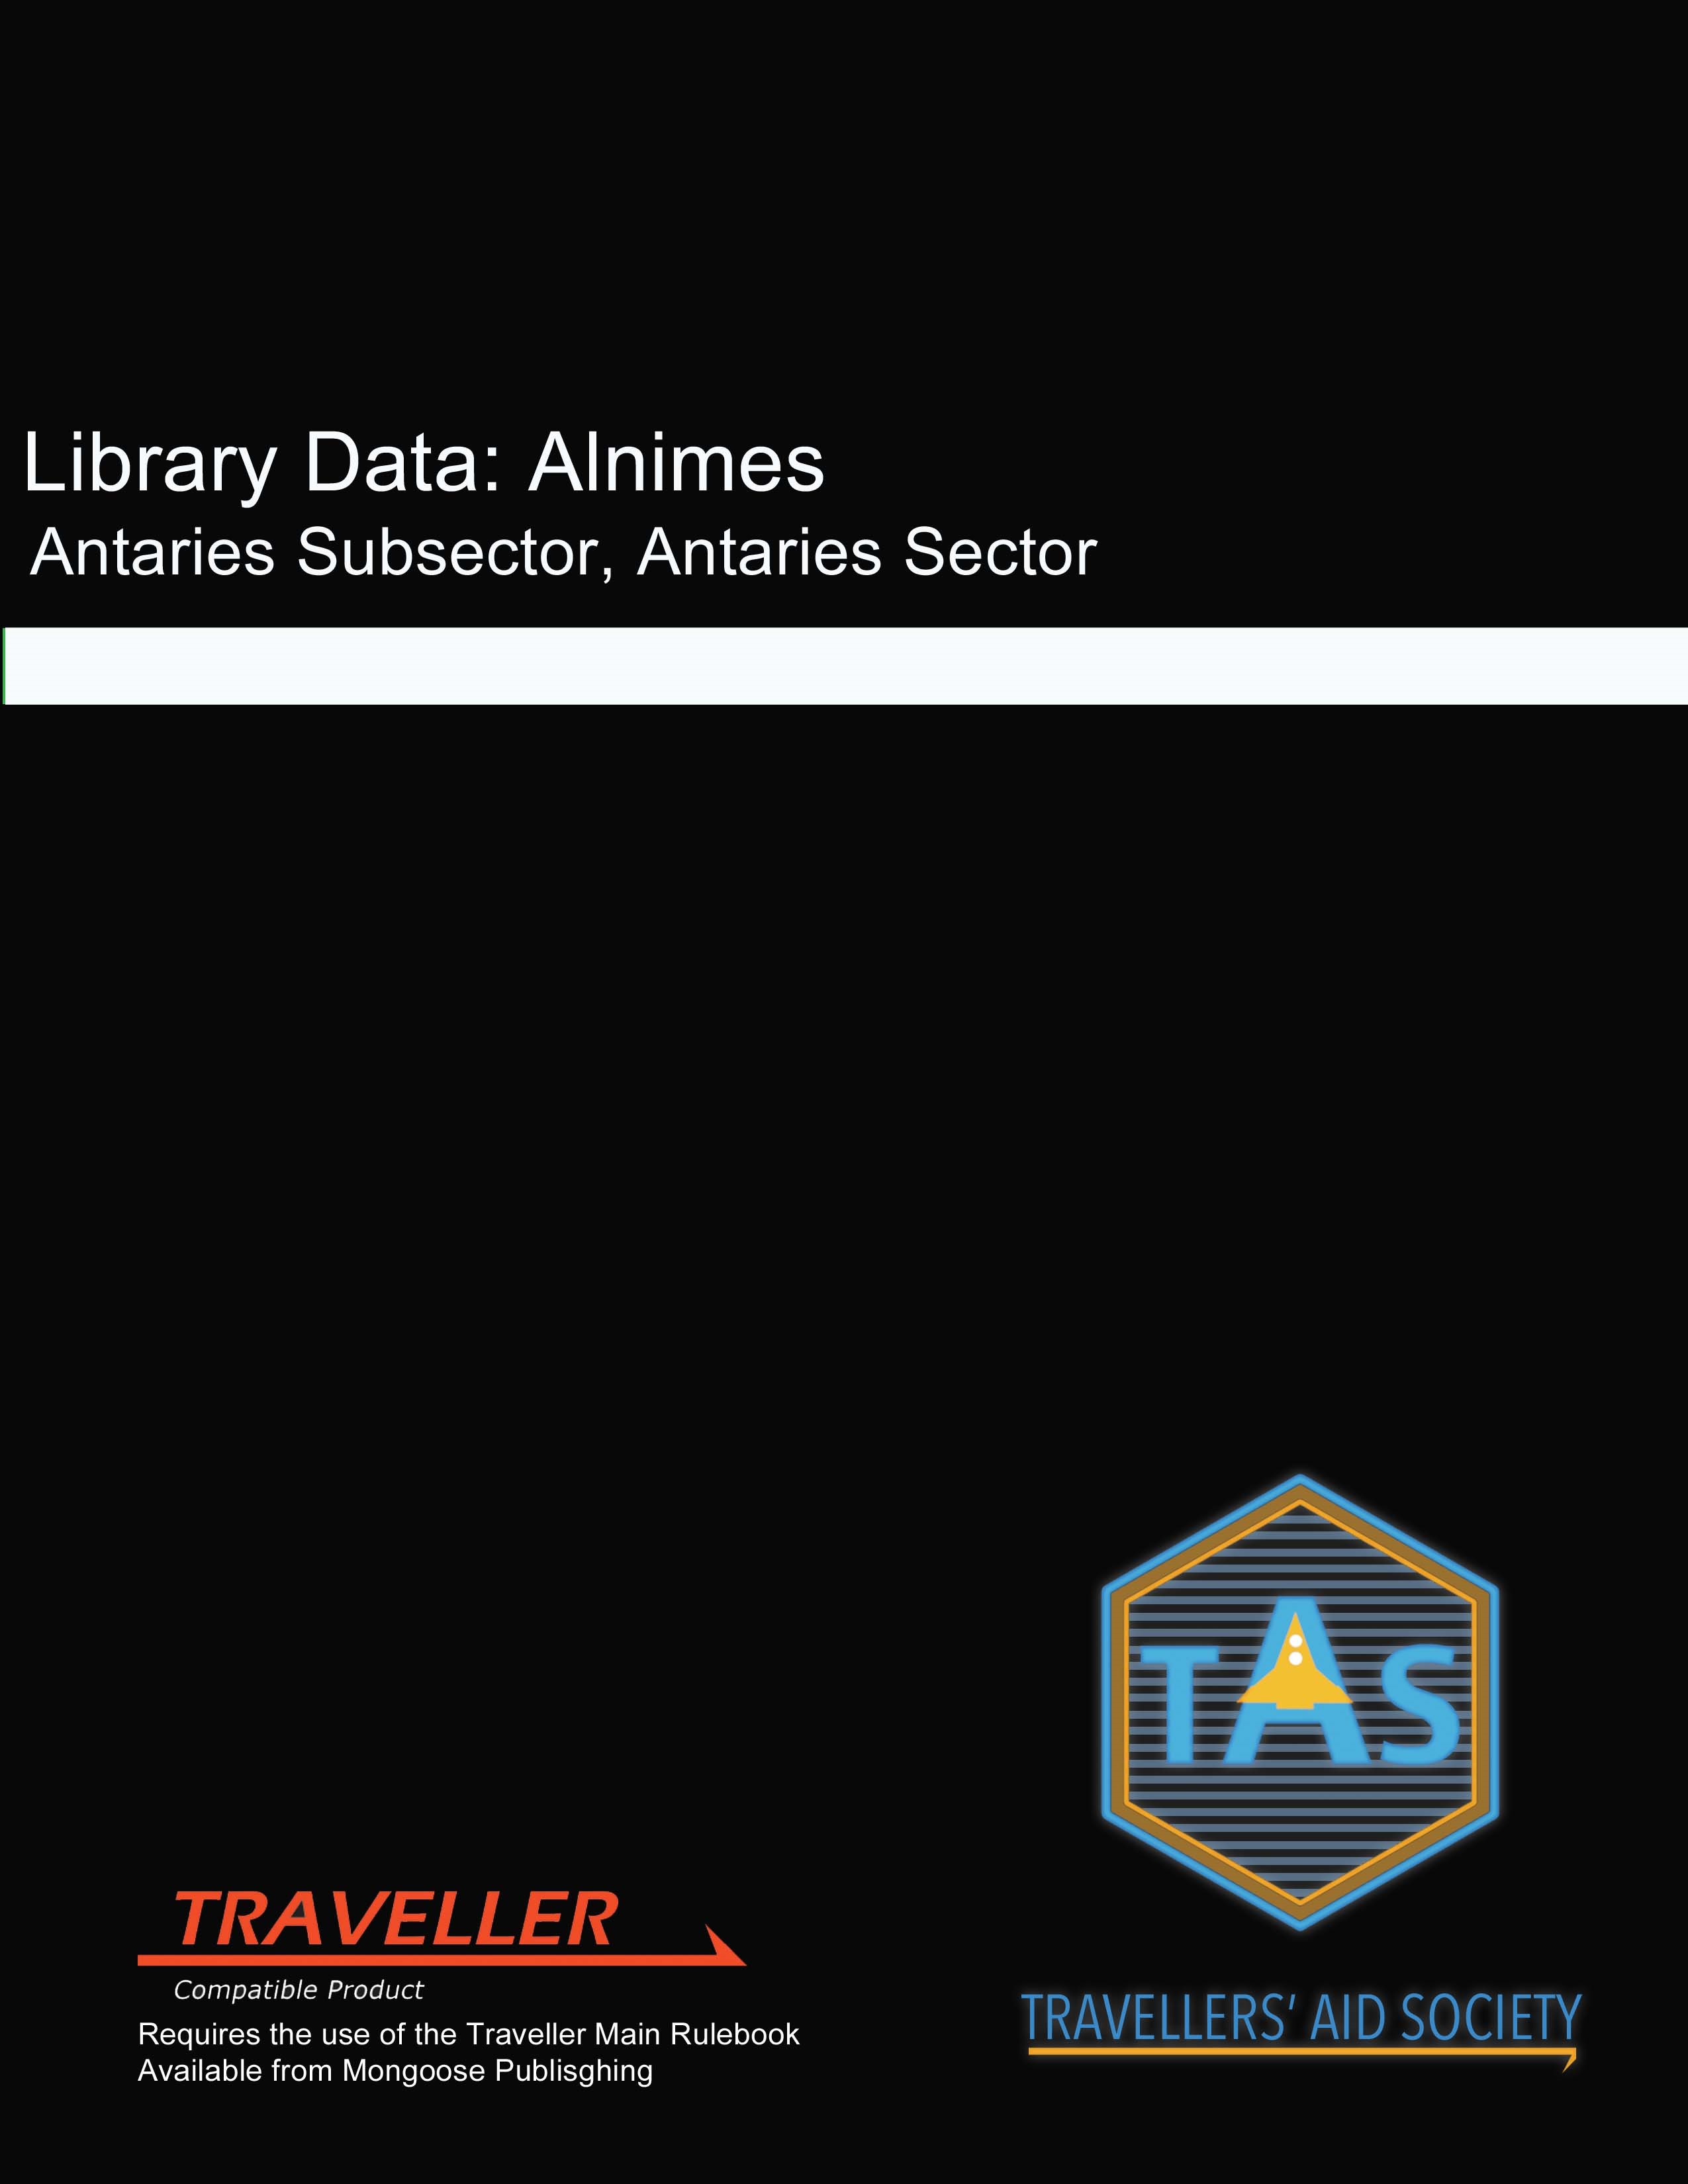 Library Data: Alnimes
Antaries Subsector, Antaries Sector
TAS
TRAVELLER
Compatible Product
Requires the use of the Traveller Main Rulebook
Available from Mongoose Publisghing
TRAVELLERS' AID SOCIETY